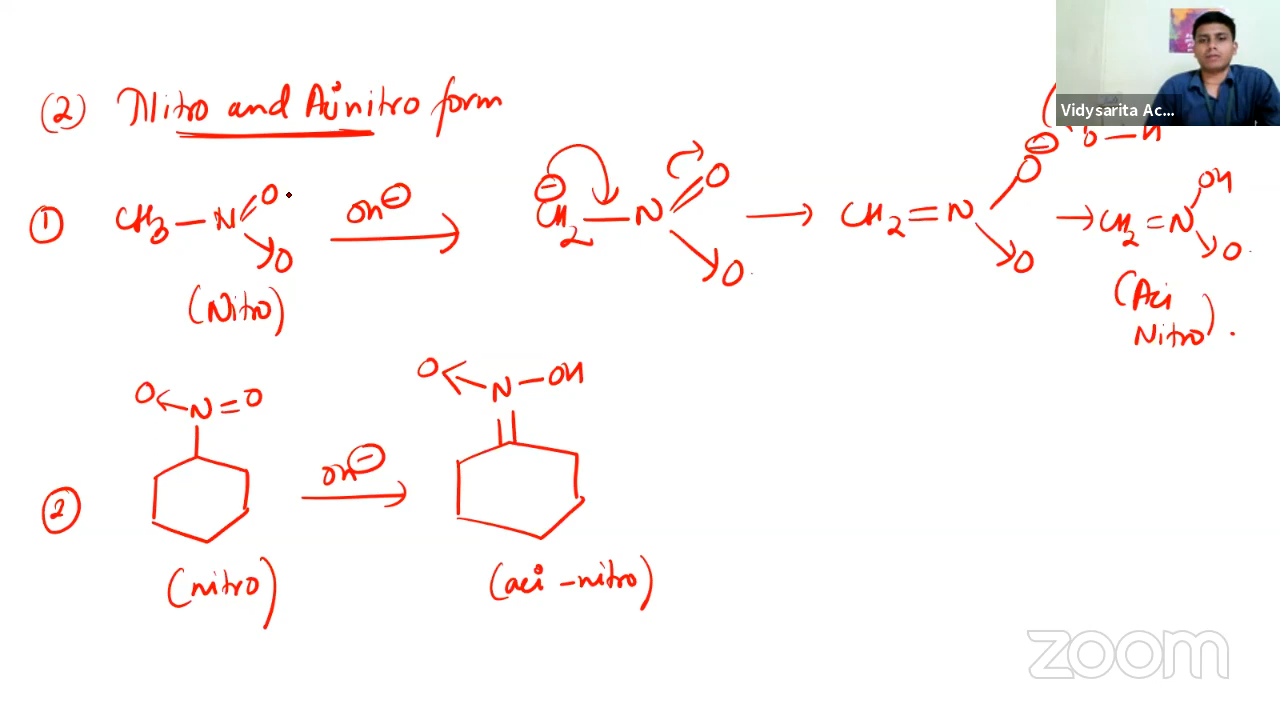 Vidysarita Ac...
(2) Nitro and Acinitro form
O—H
① CH3—N=O→O OH⊖ ⊖CH2—N=O→O → CH2=N—O⊖→O → CH2=N—OH→O
(Nitro) (Aci
Nitro).
O←N=O O←N—OH
② OH⊖
(nitro) (aci-nitro)
zoom